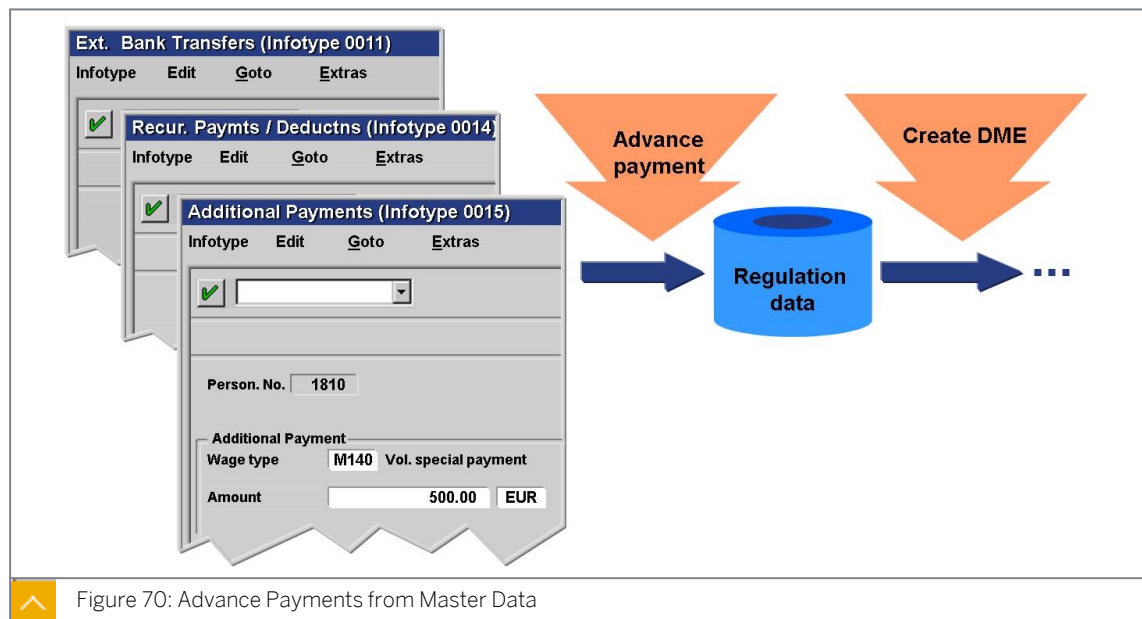 Ext. Bank Transfers (Infotype 0011)
Infotype Edit Goto Extras
Recur. Paymts / Deductns (Infotype 0014)
Infotype Edit Goto Extras
Additional Payments (Infotype 0015)
Infotype Edit Goto Extras
Person. No. 1810
Additional Payment
Wage type M140 Vol. special payment
Amount 500.00 EUR
Advance
payment
Create DME
Regulation
data
...
Figure 70: Advance Payments from Master Data